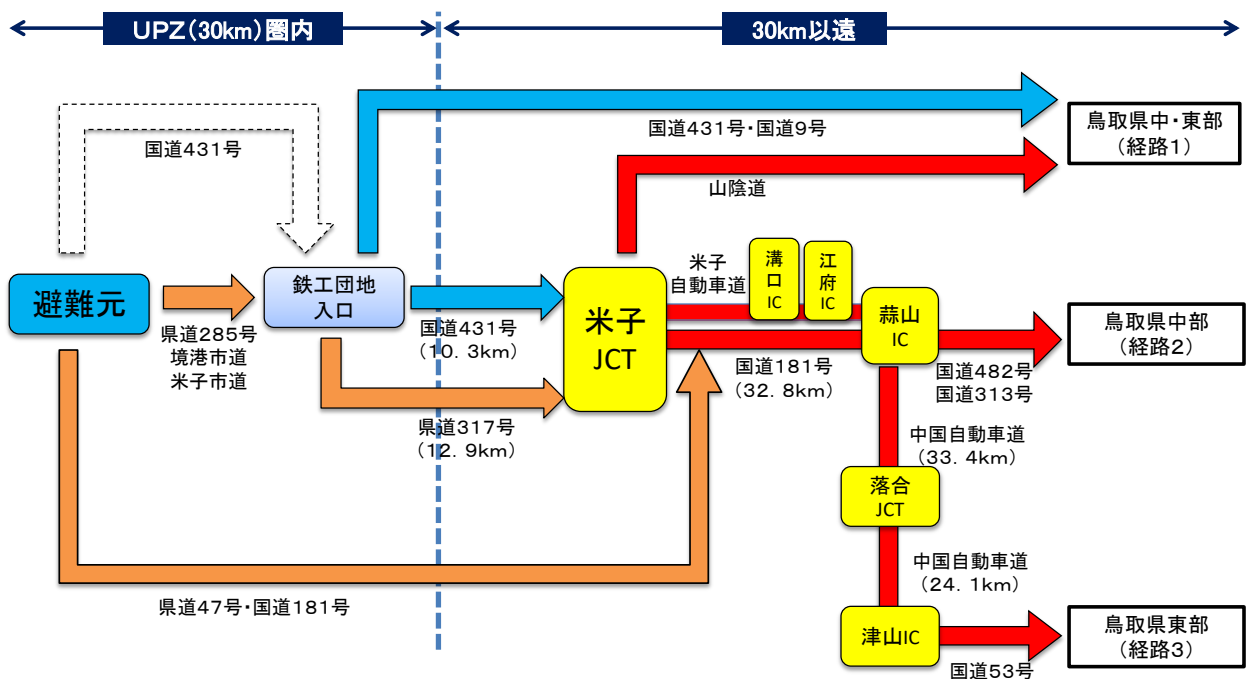 UPZ(30km)圏内
30km以遠
国道431号
国道431号・国道9号
鳥取県中・東部
(経路1)
山陰道
避難元
県道285号
境港市道
米子市道
鉄工団地
入口
国道431号
(10.3km)
県道317号
(12.9km)
米子
JCT
米子
自動車道
溝口
IC
江府
IC
蒜山
IC
国道181号
(32.8km)
国道482号
国道313号
鳥取県中部
(経路2)
中国自動車道
(33.4km)
落合
JCT
中国自動車道
(24.1km)
県道47号・国道181号
津山IC
国道53号
鳥取県東部
(経路3)